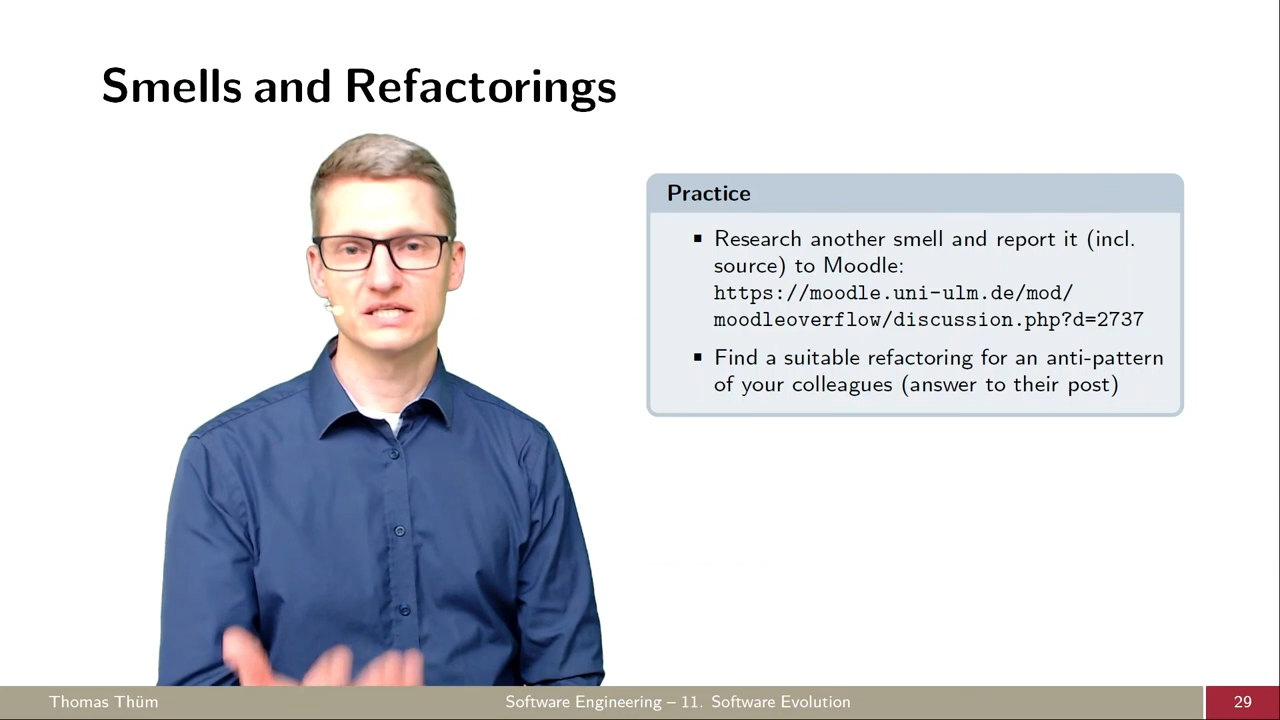 Smells and Refactorings
Practice
Research another smell and report it (incl.
source) to Moodle:
https://moodle.uni-ulm.de/mod/
moodleoverflow/discussion.php?d=2737
Find a suitable refactoring for an anti-pattern
of your colleagues (answer to their post)
Thomas Thüm
Software Engineering – 11. Software Evolution
29